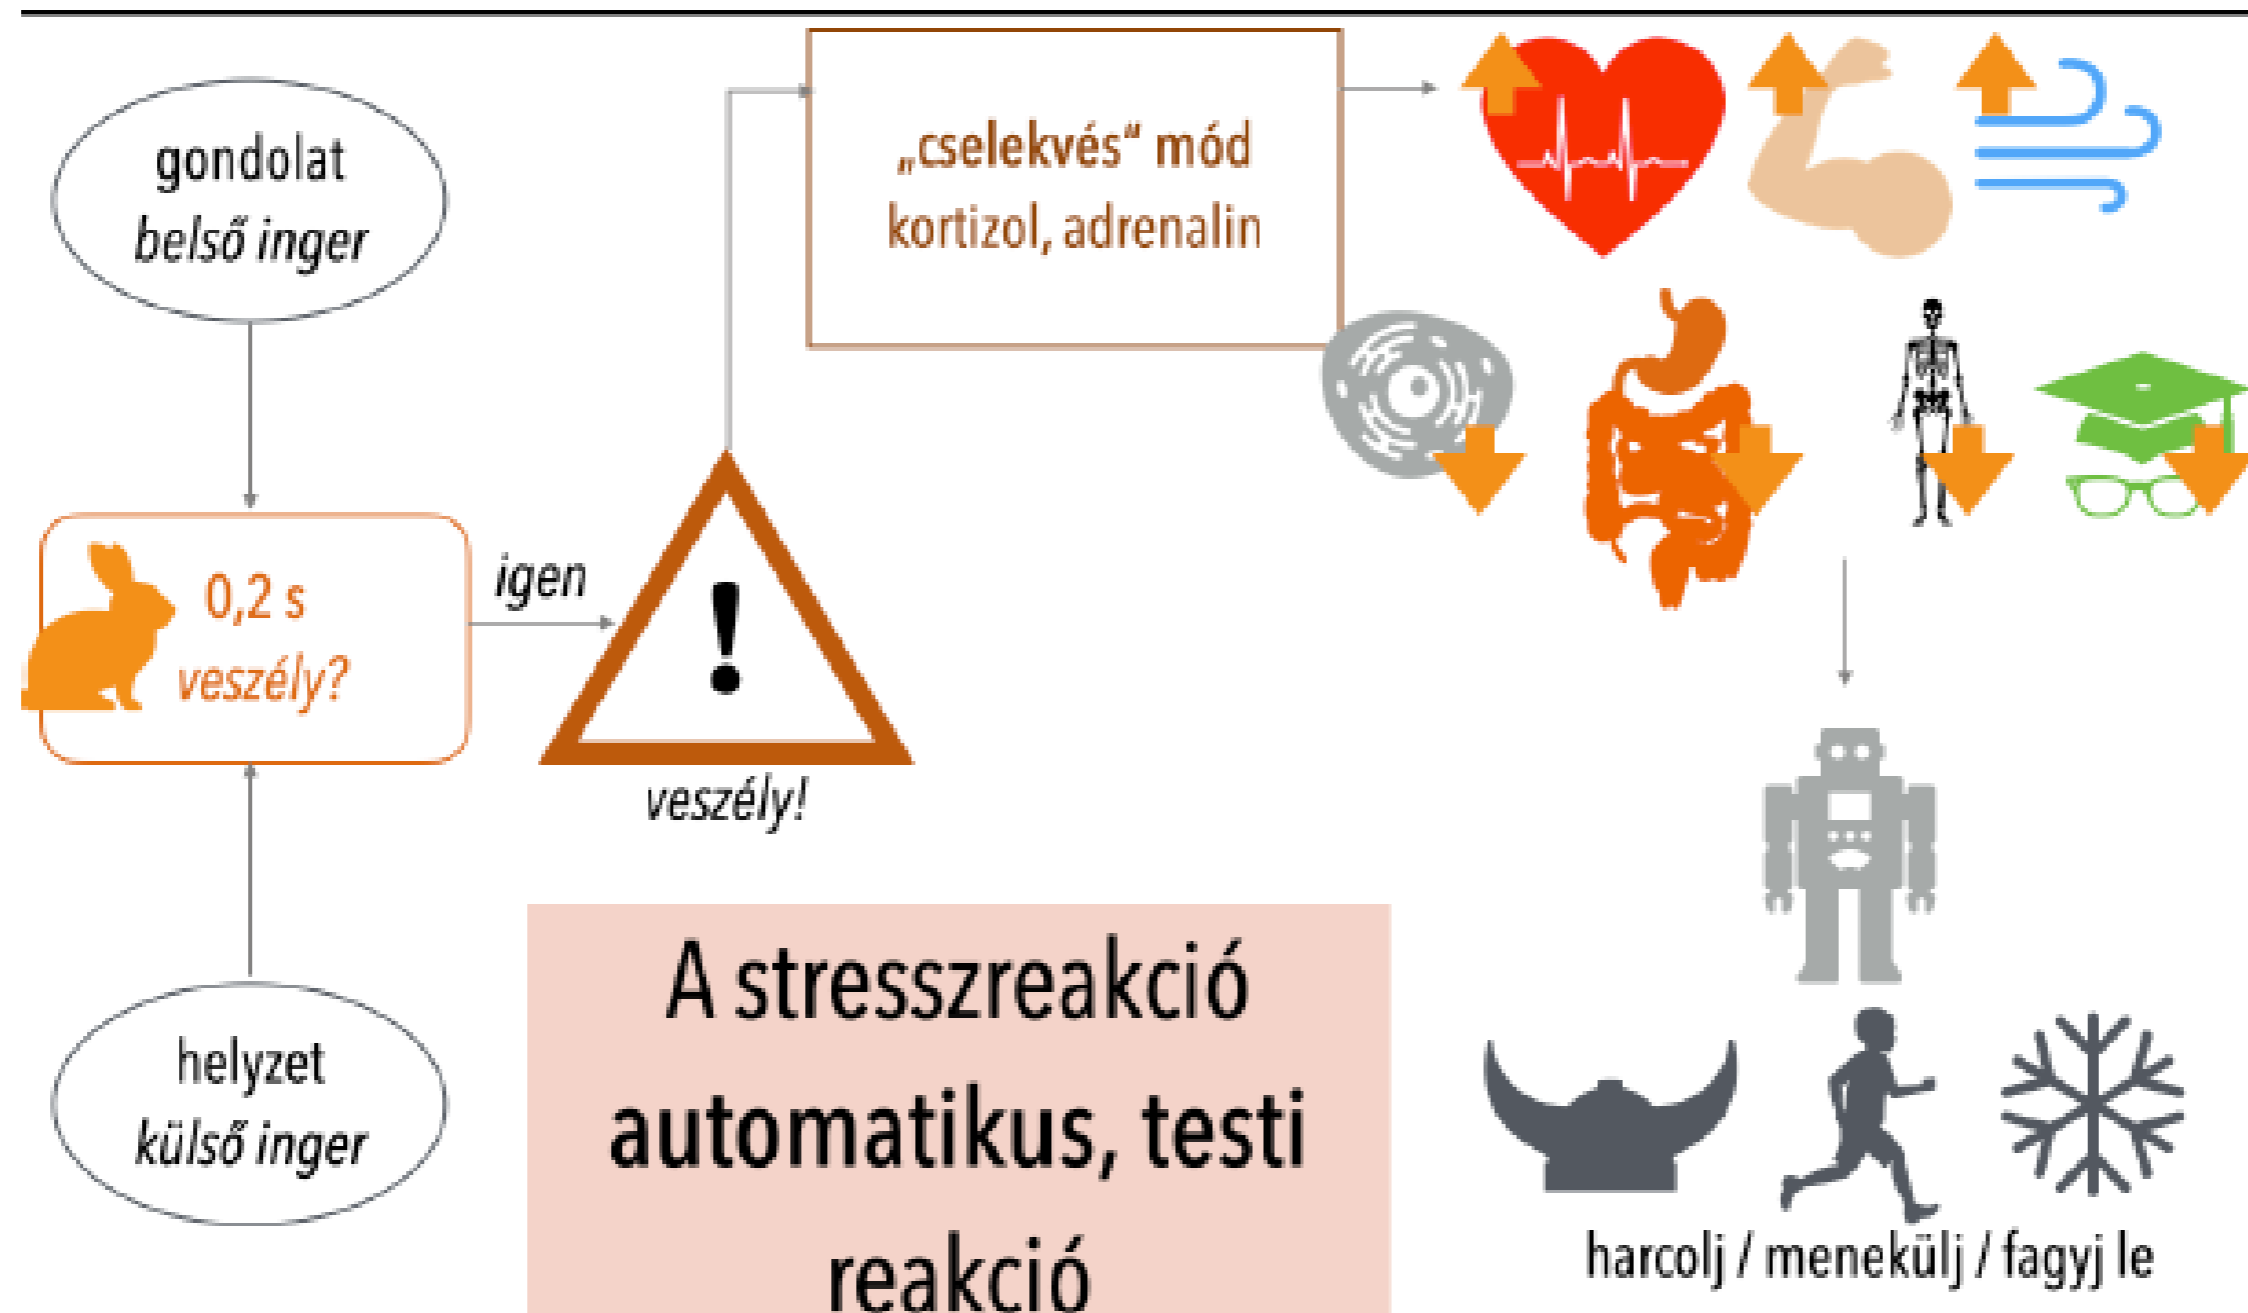 gondolat
belső inger
„cselekvés“ mód
kortizol, adrenalin
0,2 s
veszély?
igen
!
veszély!
helyzet
külső inger
A stresszreakció
automatikus, testi
reakció
harcolj / menekülj / fagyj le